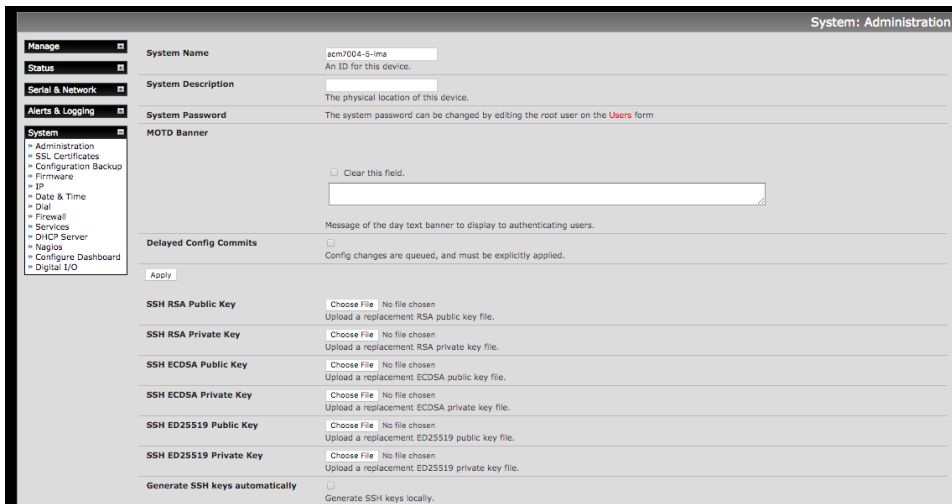 System: Administration
Manage
Status
Serial & Network
Alerts & Logging
System
» Administration
» SSL Certificates
» Configuration Backup
» Firmware
» IP
» Date & Time
» Dial
» Firewall
» Services
» DHCP Server
» Nagios
» Configure Dashboard
» Digital I/O
System Name
acm7004-5-lma
An ID for this device.
System Description
The physical location of this device.
System Password
The system password can be changed by editing the root user on the Users form
MOTD Banner
Clear this field.
Message of the day text banner to display to authenticating users.
Delayed Config Commits
Config changes are queued, and must be explicitly applied.
Apply
SSH RSA Public Key
Choose File No file chosen
Upload a replacement RSA public key file.
SSH RSA Private Key
Choose File No file chosen
Upload a replacement RSA private key file.
SSH ECDSA Public Key
Choose File No file chosen
Upload a replacement ECDSA public key file.
SSH ECDSA Private Key
Choose File No file chosen
Upload a replacement ECDSA private key file.
SSH ED25519 Public Key
Choose File No file chosen
Upload a replacement ED25519 public key file.
SSH ED25519 Private Key
Choose File No file chosen
Upload a replacement ED25519 private key file.
Generate SSH keys automatically
Generate SSH keys locally.